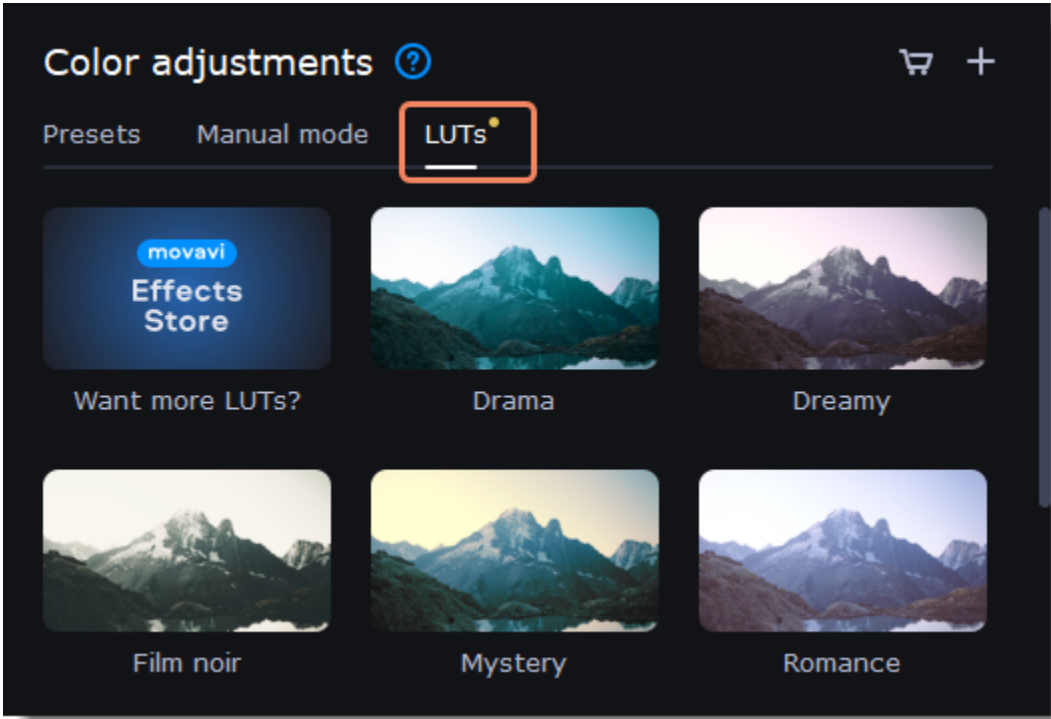 Color adjustments ?
Presets Manual mode LUTs
movavi
Effects
Store
Want more LUTs? Drama Dreamy
Film noir Mystery Romance